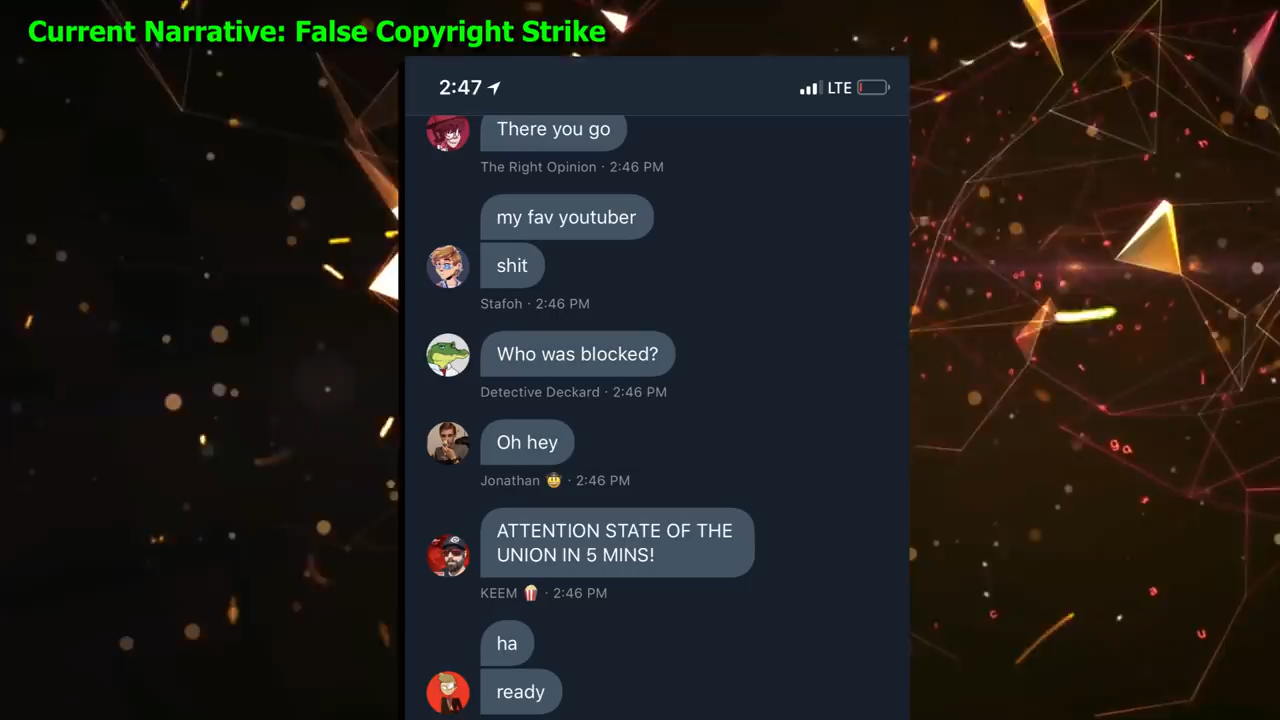 Current Narrative: False Copyright Strike
2:47
LTE
There you go
The Right Opinion · 2:46 PM
my fav youtuber
shit
Stafoh · 2:46 PM
Who was blocked?
Detective Deckard · 2:46 PM
Oh hey
Jonathan 🤠 · 2:46 PM
ATTENTION STATE OF THE
UNION IN 5 MINS!
KEEM 🍿 · 2:46 PM
ha
ready